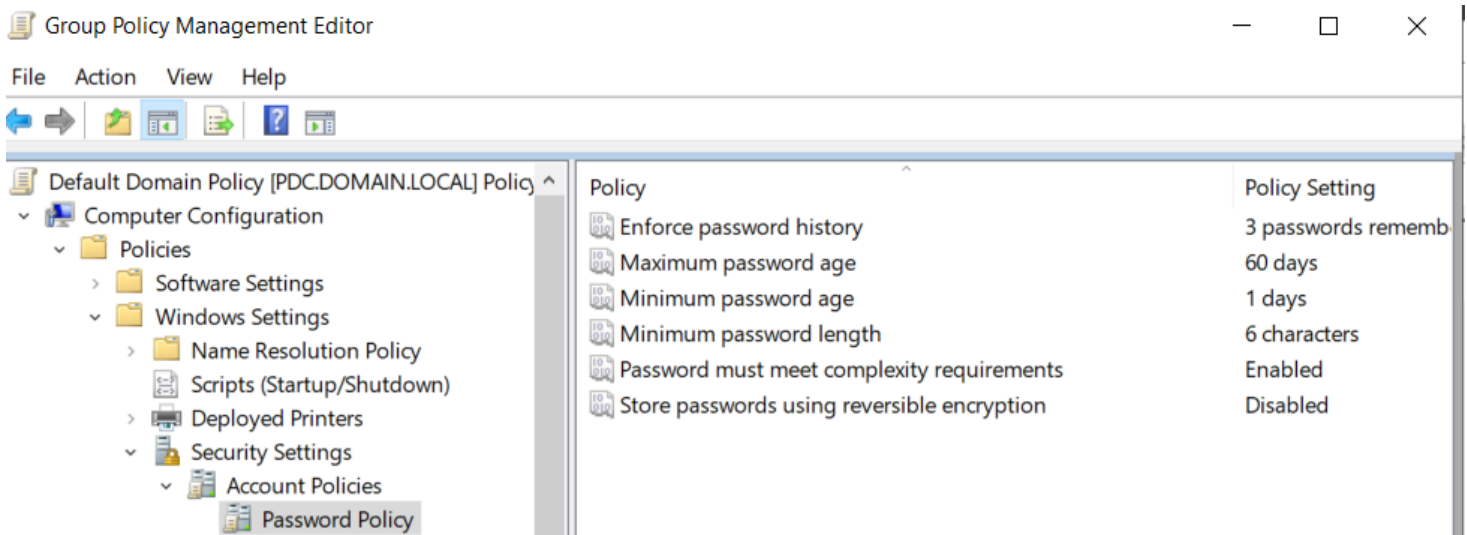 Group Policy Management Editor
File Action View Help
Default Domain Policy [PDC.DOMAIN.LOCAL] Policy
Computer Configuration
Policies
Software Settings
Windows Settings
Name Resolution Policy
Scripts (Startup/Shutdown)
Deployed Printers
Security Settings
Account Policies
Password Policy
Policy Policy Setting
Enforce password history 3 passwords rememb
Maximum password age 60 days
Minimum password age 1 days
Minimum password length 6 characters
Password must meet complexity requirements Enabled
Store passwords using reversible encryption Disabled